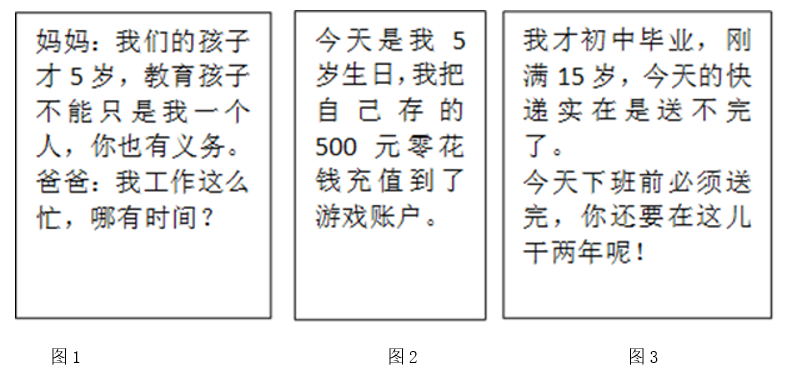 妈妈：我们的孩子
才 5 岁，教育孩子
不能只是我一个
人，你也有义务。
爸爸：我工作这么
忙，哪有时间？
今天是我 5
岁生日，我把
自己存的
500 元零花
钱充值到了
游戏账户。
我才初中毕业，刚
满 15 岁，今天的快
递实在是送不完
了。
今天下班前必须送
完，你还要在这儿
干两年呢！
图 1
图 2
图 3